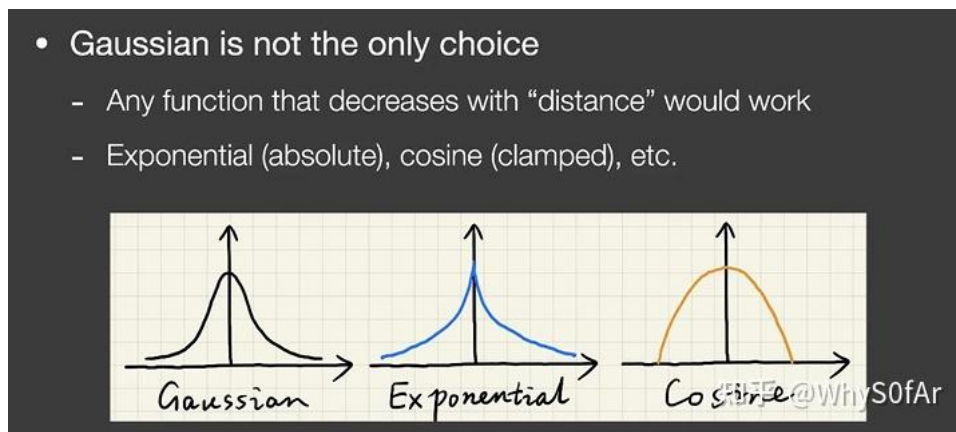 • Gaussian is not the only choice
- Any function that decreases with “distance” would work
- Exponential (absolute), cosine (clamped), etc.
Gaussian Exponential Cosine
知乎 @WhyS0fAr